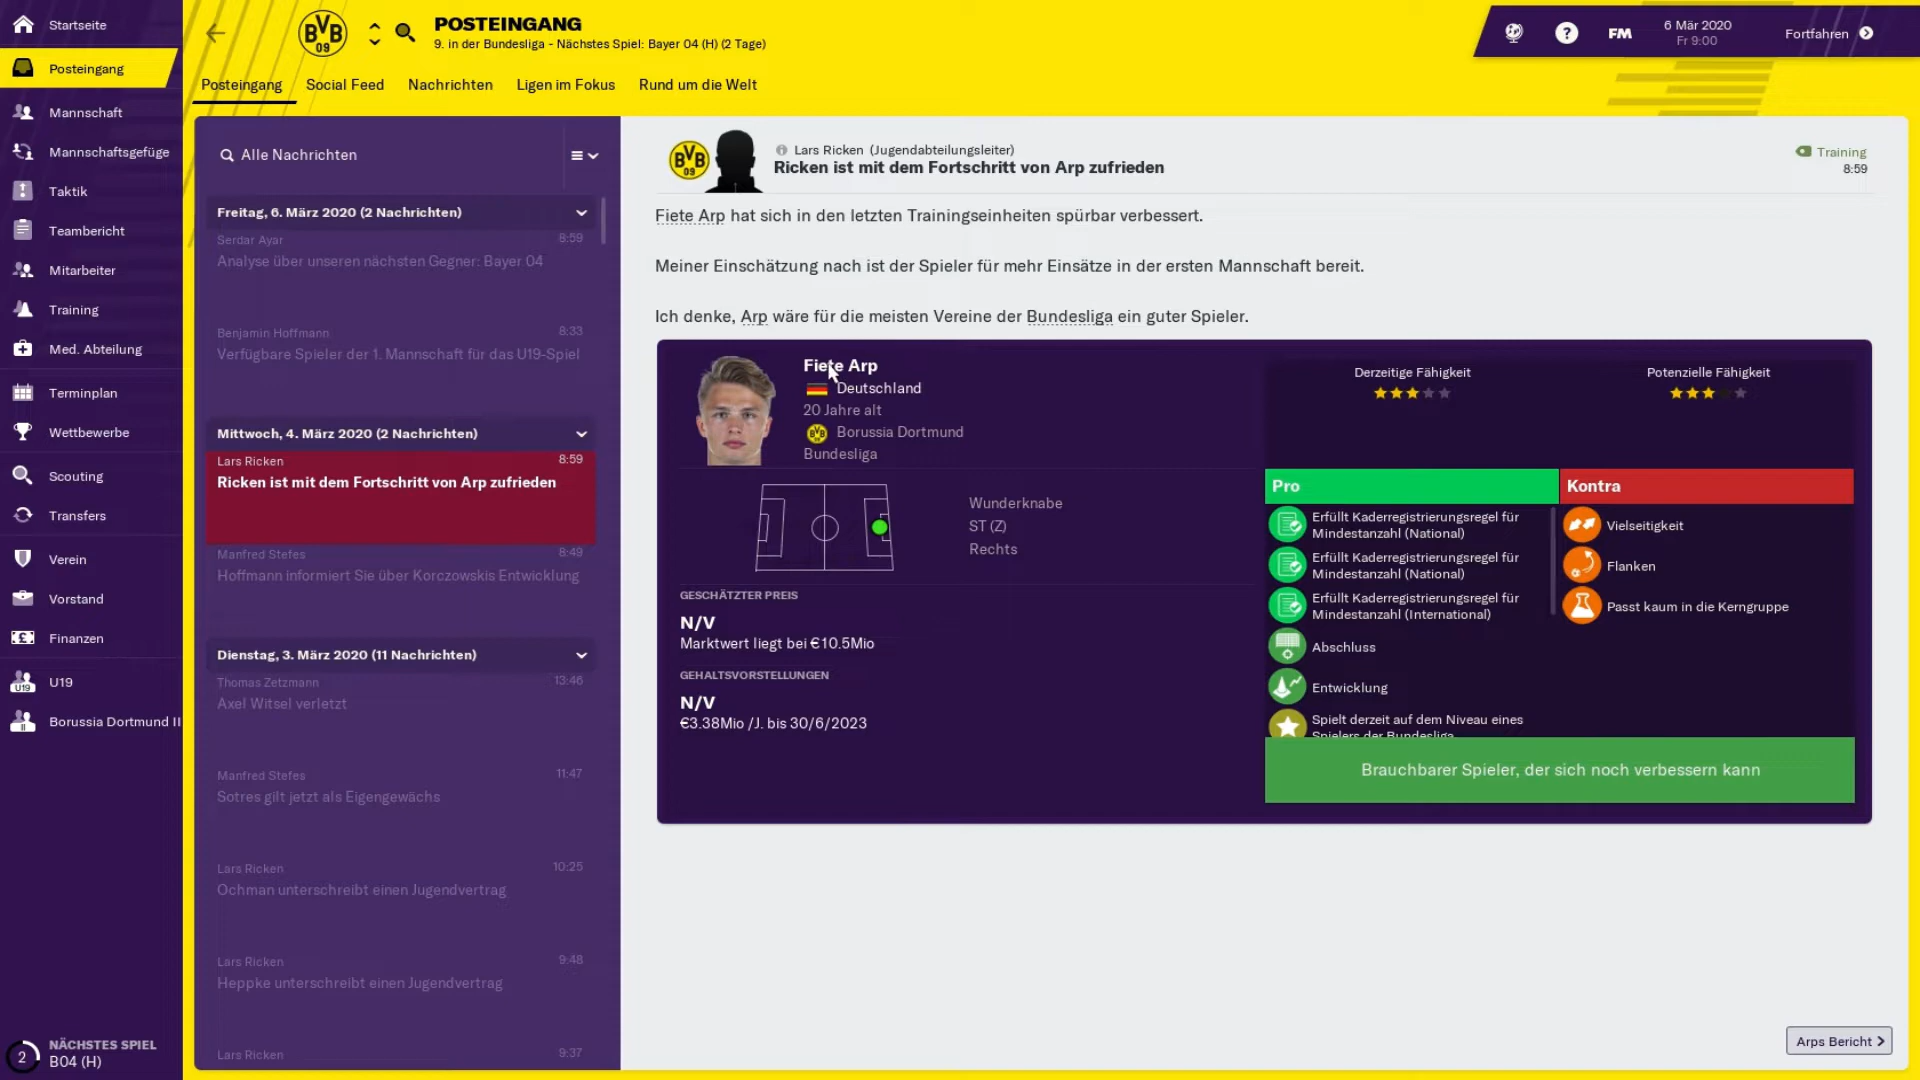 Startseite
Posteingang
Mannschaft
Mannschaftsgefüge
Taktik
Teambericht
Mitarbeiter
Training
Med. Abteilung
Terminplan
Wettbewerbe
Scouting
Transfers
Verein
Vorstand
Finanzen
U19
U19
Borussia Dortmund II
II
2
NÄCHSTES SPIEL
B04 (H)
BVB
09
POSTEINGANG
9. in der Bundesliga - Nächstes Spiel: Bayer 04 (H) (2 Tage)
?
FM
6 Mär 2020
Fr 9:00
Fortfahren
Posteingang
Social Feed
Nachrichten
Ligen im Fokus
Rund um die Welt
Alle Nachrichten
Freitag, 6. März 2020 (2 Nachrichten)
Serdar Ayar 8:59
Analyse über unseren nächsten Gegner: Bayer 04
Benjamin Hoffmann 8:33
Verfügbare Spieler der 1. Mannschaft für das U19-Spiel
Mittwoch, 4. März 2020 (2 Nachrichten)
Lars Ricken 8:59
Ricken ist mit dem Fortschritt von Arp zufrieden
Manfred Stefes 8:49
Hoffmann informiert Sie über Korczowskis Entwicklung
Dienstag, 3. März 2020 (11 Nachrichten)
Thomas Zetzmann 13:46
Axel Witsel verletzt
Manfred Stefes 11:47
Sotres gilt jetzt als Eigengewächs
Lars Ricken 10:25
Ochman unterschreibt einen Jugendvertrag
Lars Ricken 9:48
Heppke unterschreibt einen Jugendvertrag
Lars Ricken 9:37
BVB
09
Lars Ricken (Jugendabteilungsleiter)
Ricken ist mit dem Fortschritt von Arp zufrieden
Training
8:59
Fiete Arp hat sich in den letzten Trainingseinheiten spürbar verbessert.
Meiner Einschätzung nach ist der Spieler für mehr Einsätze in der ersten Mannschaft bereit.
Ich denke, Arp wäre für die meisten Vereine der Bundesliga ein guter Spieler.
Fiete Arp
Deutschland
20 Jahre alt
Borussia Dortmund
Bundesliga
Wunderknabe
ST (Z)
Rechts
GESCHÄTZTER PREIS
N/V
Marktwert liegt bei €10.5Mio
GEHALTSVORSTELLUNGEN
N/V
€3.38Mio /J. bis 30/6/2023
Derzeitige Fähigkeit
Potenzielle Fähigkeit
Pro
Erfüllt Kaderregistrierungsregel für
Mindestanzahl (National)
Erfüllt Kaderregistrierungsregel für
Mindestanzahl (National)
Erfüllt Kaderregistrierungsregel für
Mindestanzahl (International)
Abschluss
Entwicklung
Spielt derzeit auf dem Niveau eines
Spielers der Bundesliga
Kontra
Vielseitigkeit
Flanken
Passt kaum in die Kerngruppe
Brauchbarer Spieler, der sich noch verbessern kann
Arps Bericht